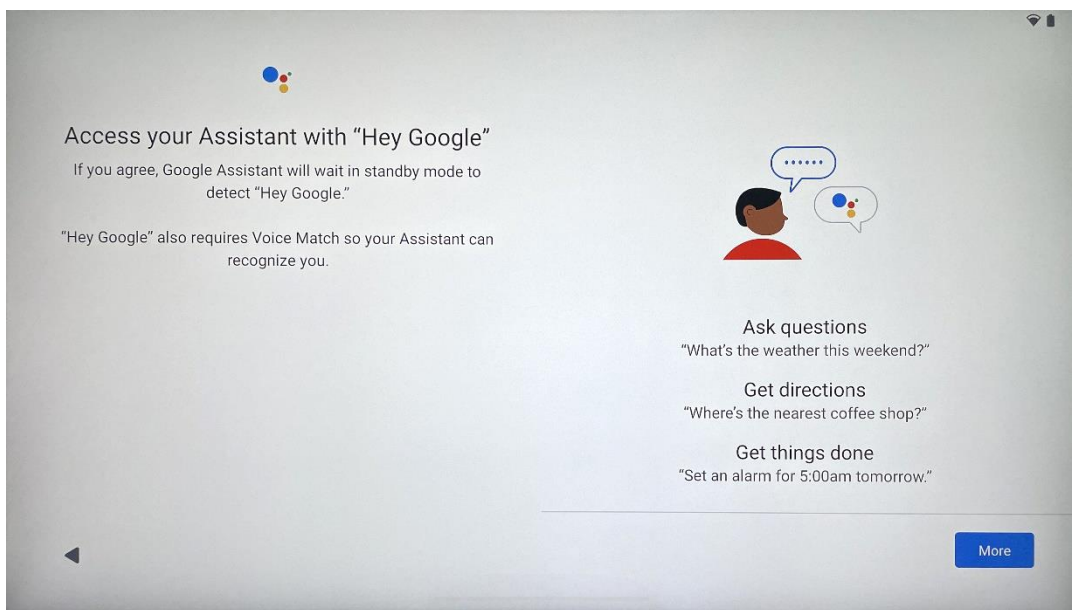 Access your Assistant with “Hey Google”
If you agree, Google Assistant will wait in standby mode to
detect “Hey Google.”
“Hey Google” also requires Voice Match so your Assistant can
recognize you.
Ask questions
“What's the weather this weekend?”
Get directions
“Where's the nearest coffee shop?”
Get things done
“Set an alarm for 5:00am tomorrow.”
More